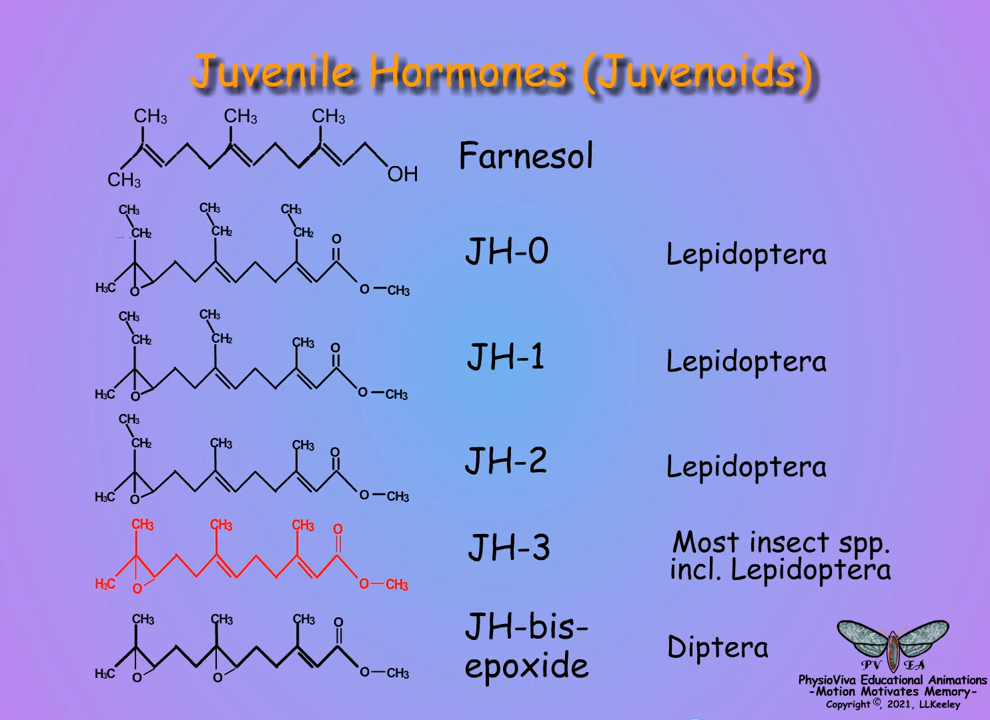 Juvenile Hormones (Juvenoids)
CH₃ CH₃ CH₃
CH₃ OH
Farnesol
CH₃ CH₃ CH₃
CH₂ CH₂ CH₂ O
H₃C O O CH₃
JH-0
Lepidoptera
CH₃ CH₃
CH₂ CH₂ CH₃ O
H₃C O O CH₃
JH-1
Lepidoptera
CH₃
CH₂ CH₃ CH₃ O
H₃C O O CH₃
JH-2
Lepidoptera
CH₃ CH₃ CH₃ O
H₃C O O CH₃
JH-3
Most insect spp.
incl. Lepidoptera
CH₃ CH₃ CH₃ O
H₃C O O O CH₃
JH-bis-
epoxide
Diptera
PV EA
PhysioViva Educational Animations
-Motion Motivates Memory-
Copyright ©, 2021, LLKeeley